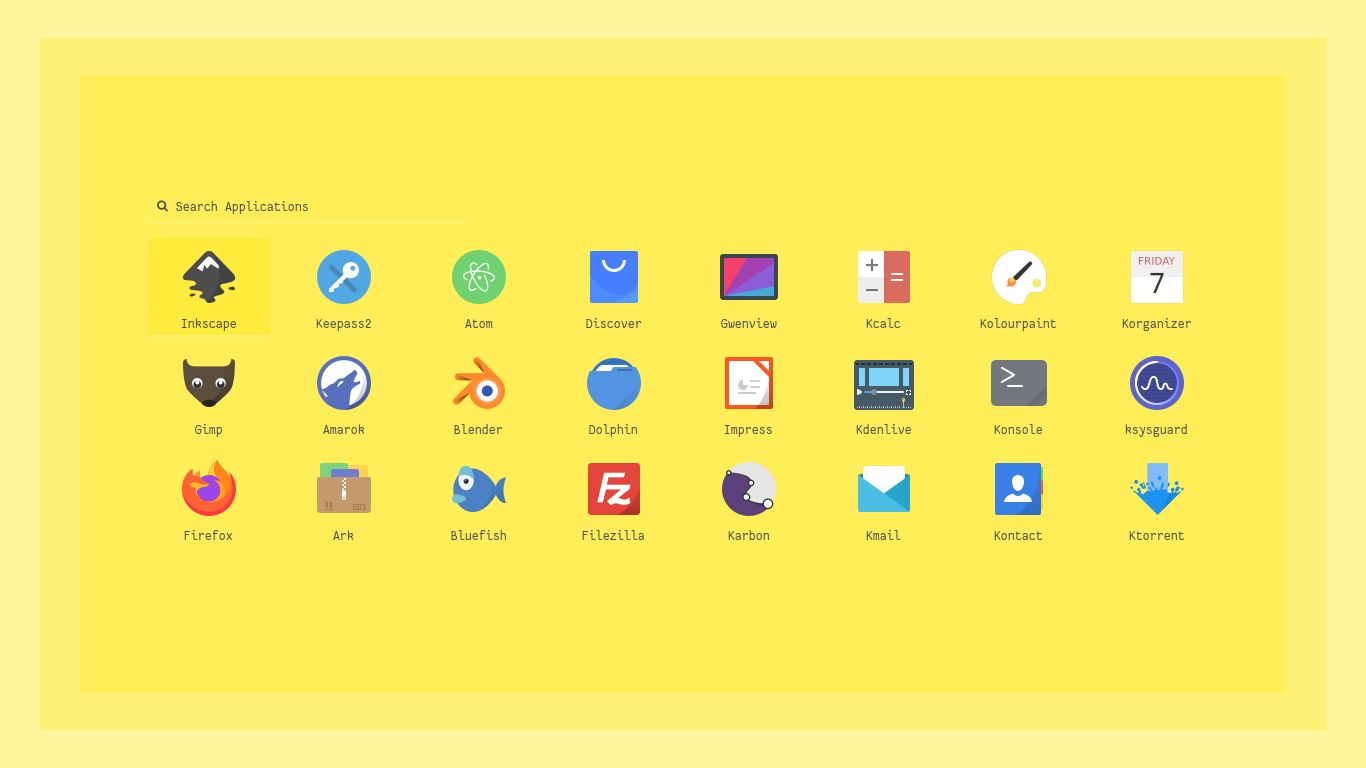 Search Applications
Inkscape Keepass2 Atom Discover Gwenview Kcalc Kolourpaint Korganizer
FRIDAY
7
Gimp Amarok Blender Dolphin Impress Kdenlive Konsole ksysguard
Firefox Ark Bluefish Filezilla Karbon Kmail Kontact Ktorrent
Fz